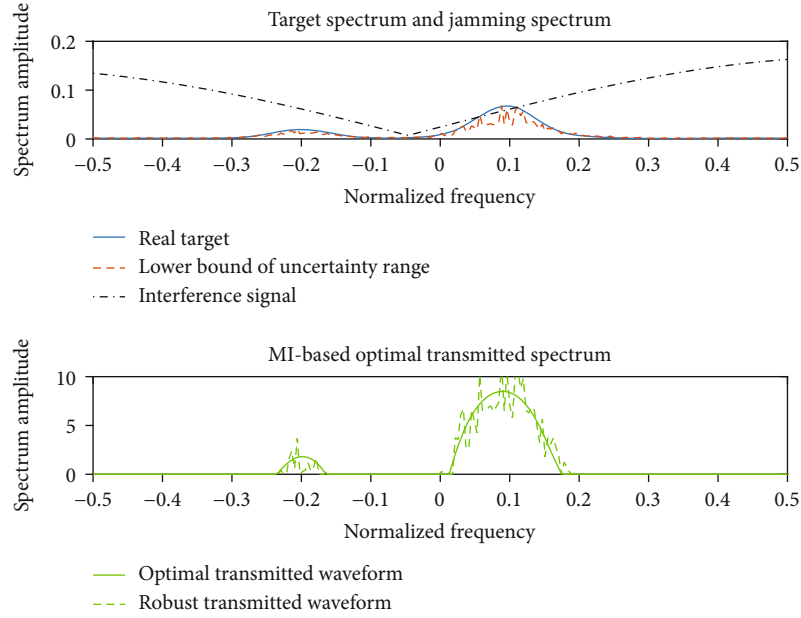 Target spectrum and jamming spectrum
Spectrum amplitude
0.2
0.1
0
−0.5 −0.4 −0.3 −0.2 −0.1 0 0.1 0.2 0.3 0.4 0.5
Normalized frequency
Real target
Lower bound of uncertainty range
Interference signal
MI-based optimal transmitted spectrum
Spectrum amplitude
10
5
0
−0.5 −0.4 −0.3 −0.2 −0.1 0 0.1 0.2 0.3 0.4 0.5
Normalized frequency
Optimal transmitted waveform
Robust transmitted waveform